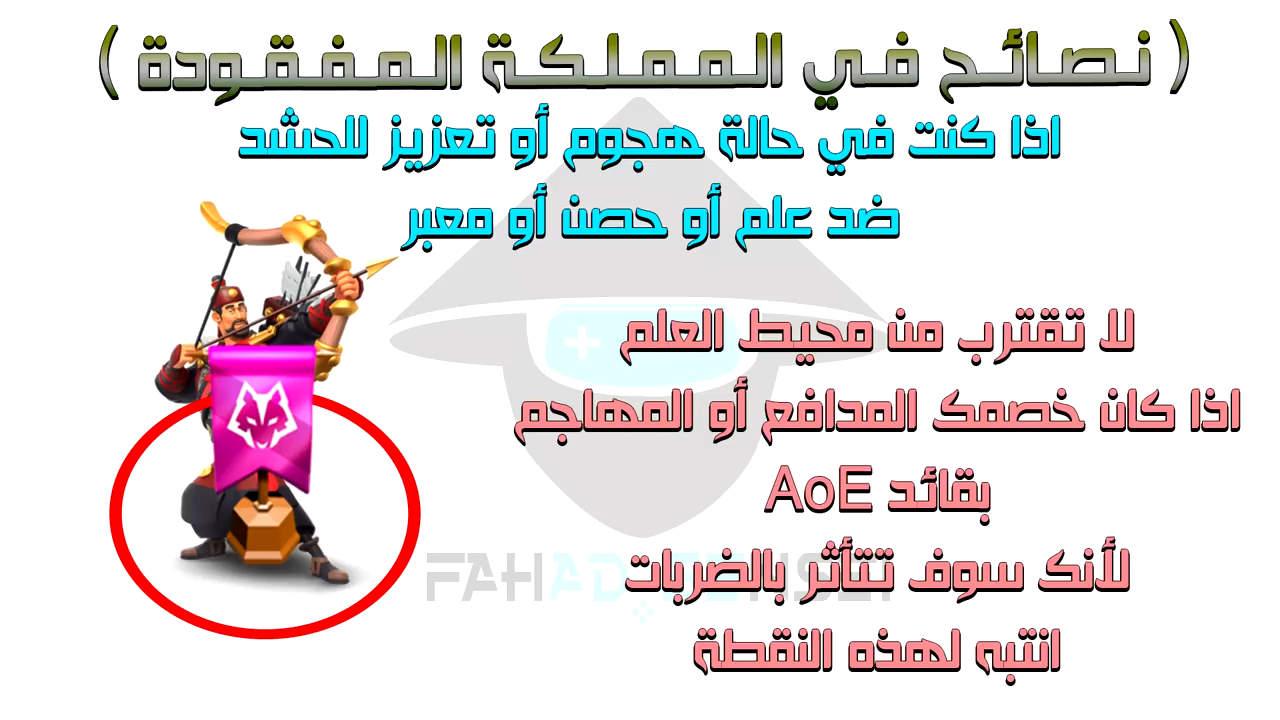 ( نصائح في المملكة المفقودة )
اذا كنت في حالة هجوم أو تعزيز للحشد
ضد علم أو حصن أو معبر
لا تقترب من محيط العلم
اذا كان خصمك المدافع أو المهاجم
بقائد AoE
لأنك سوف تتأثر بالضربات
انتبه لهذه النقطة
FAHAD